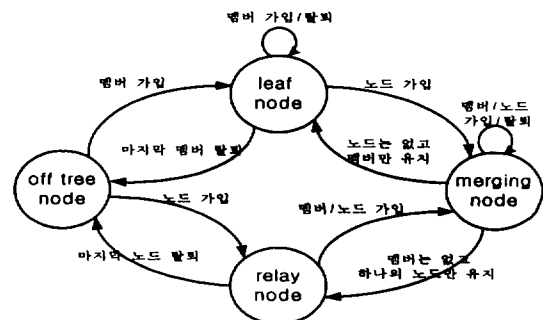 멤버 가입/탈퇴
leaf
node
멤버 가입
노드 가입
멤버/노드
가입/탈퇴
마지막 멤버 탈퇴
노드는 없고
멤버만 유지
off tree
node
merging
node
노드 가입
멤버/노드 가입
마지막 노드 탈퇴
멤버는 없고
하나의 노드만 유지
relay
node